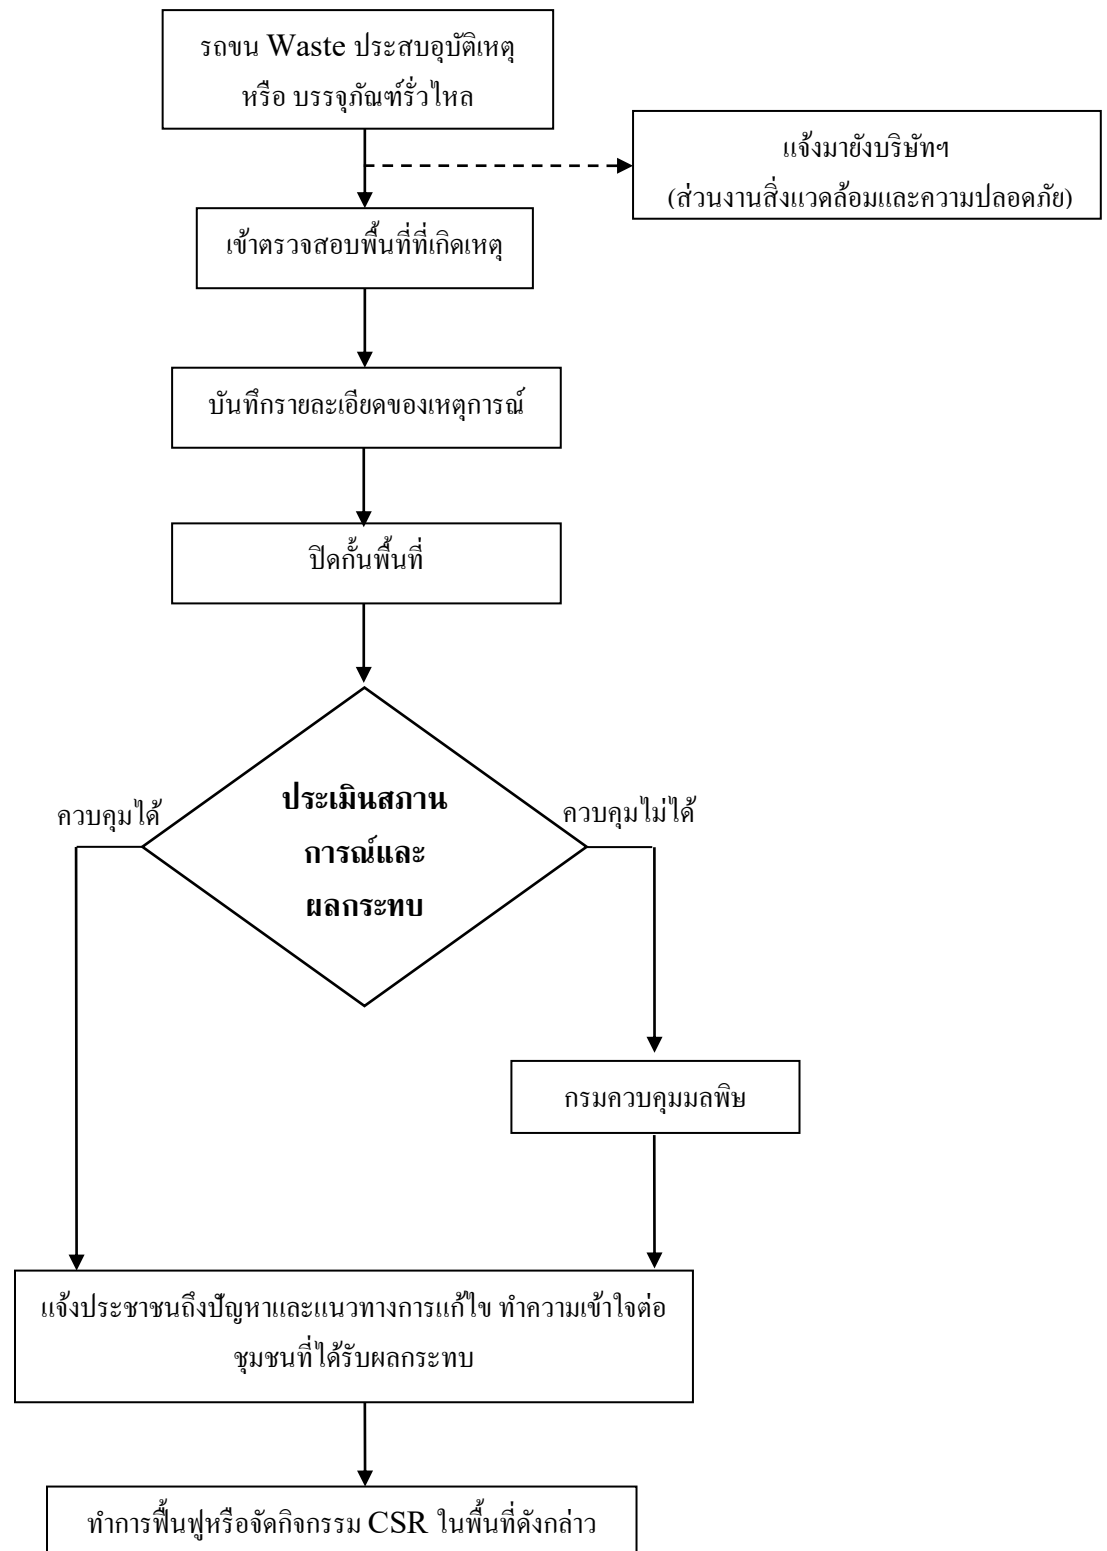 รถขน Waste ประสบอุบัติเหตุ
หรือ บรรจุภัณฑ์รั่วไหล
แจ้งมายังบริษัทฯ
(ส่วนงานสิ่งแวดล้อมและความปลอดภัย)
เข้าตรวจสอบพื้นที่ที่เกิดเหตุ
บันทึกรายละเอียดของเหตุการณ์
ปิดกั้นพื้นที่
ประเมินสถาน
การณ์และ
ผลกระทบ
ควบคุมได้
ควบคุมไม่ได้
กรมควบคุมมลพิษ
แจ้งประชาชนถึงปัญหาและแนวทางการแก้ไข ทำความเข้าใจต่อ
ชุมชนที่ได้รับผลกระทบ
ทำการฟื้นฟูหรือจัดกิจกรรม CSR ในพื้นที่ดังกล่าว